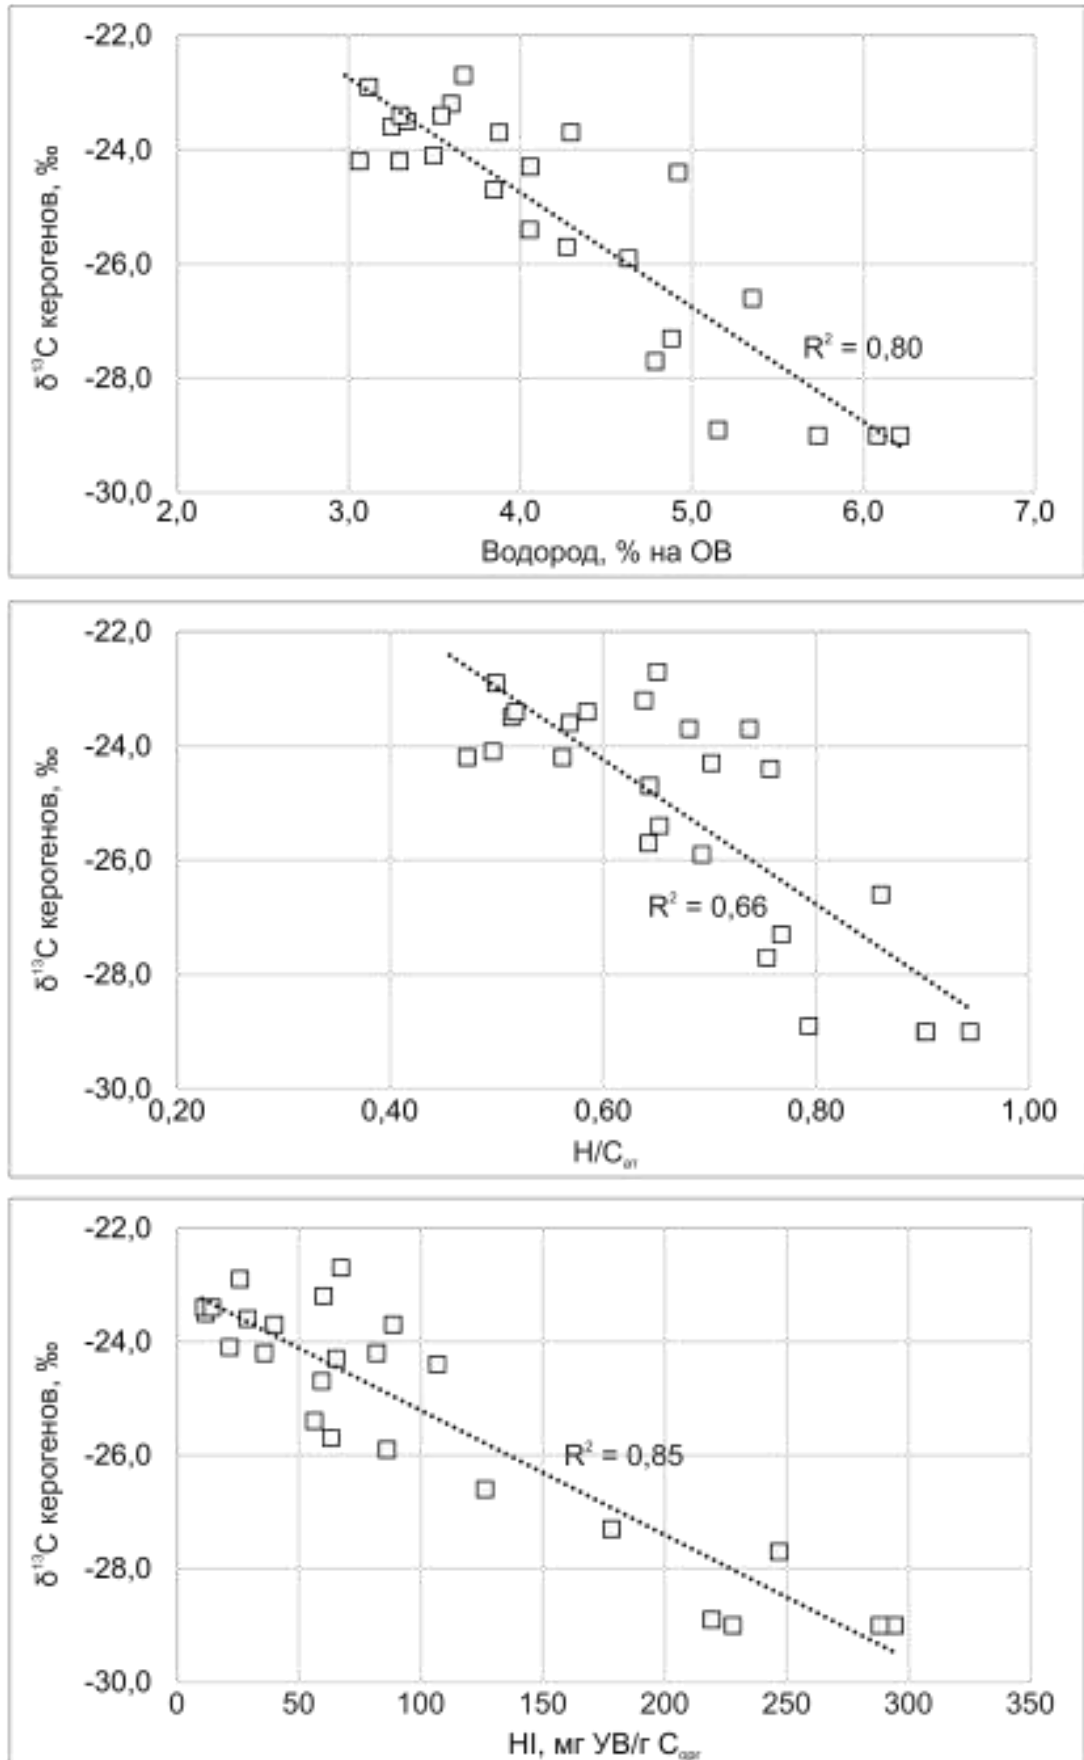 -22,0
-24,0
-26,0
-28,0
-30,0
δ¹³C керогенов, ‰
R² = 0,80
2,0 3,0 4,0 5,0 6,0 7,0
Водород, % на ОВ
-22,0
-24,0
-26,0
-28,0
-30,0
δ¹³C керогенов, ‰
R² = 0,66
0,20 0,40 0,60 0,80 1,00
H/Cат
-22,0
-24,0
-26,0
-28,0
-30,0
δ¹³C керогенов, ‰
R² = 0,85
0 50 100 150 200 250 300 350
HI, мг УВ/г Cорг